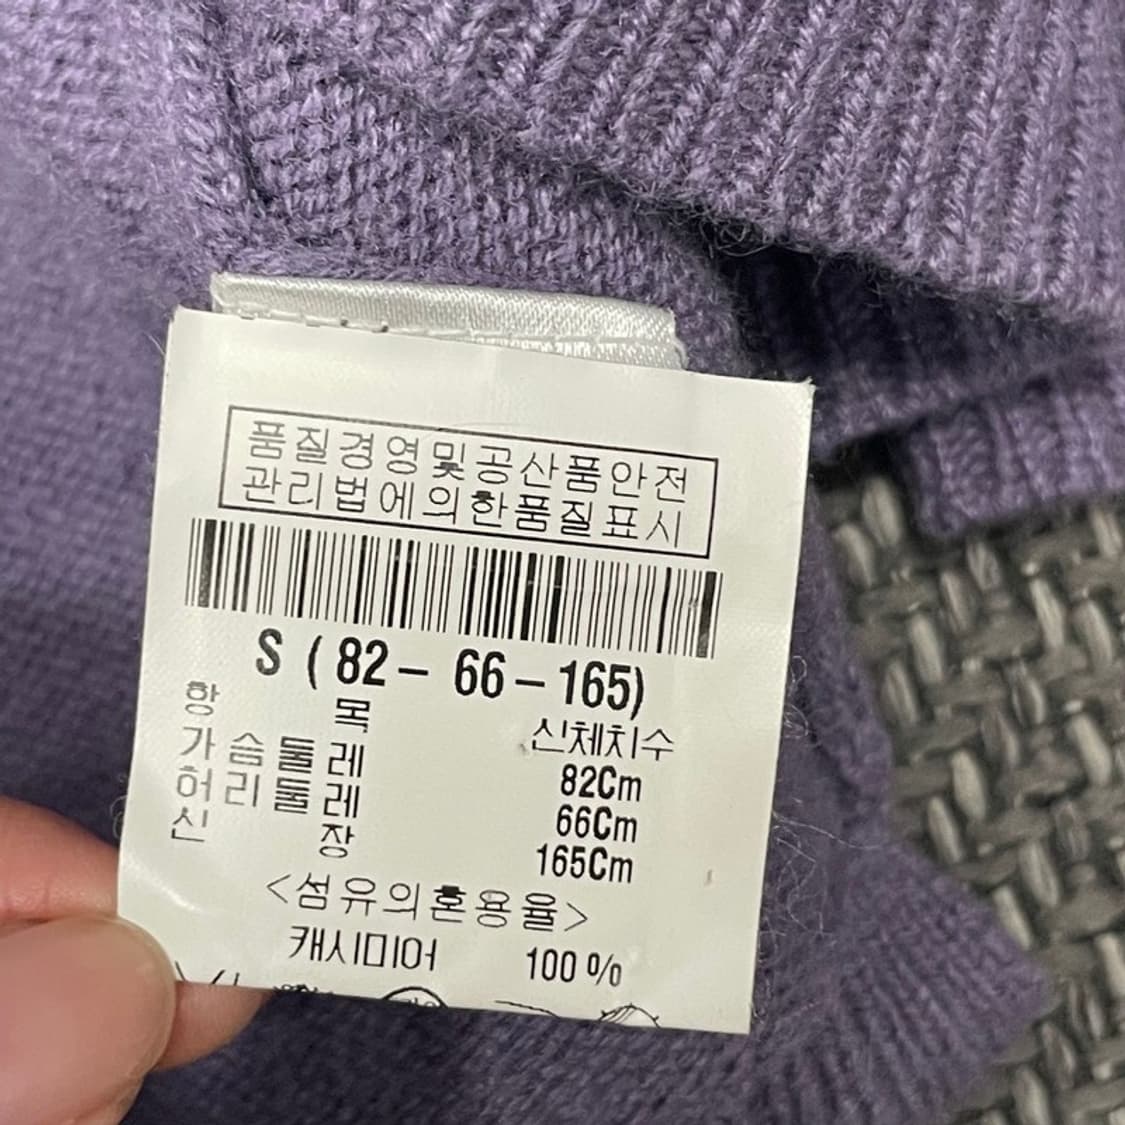 품질경영및공산품안전
관리법에의한품질표시
S ( 82 – 66 – 165)
항 목 신체치수
가슴둘레 82Cm
허리둘레 66Cm
신 장 165Cm
<섬유의혼용율>
캐시미어 100 %